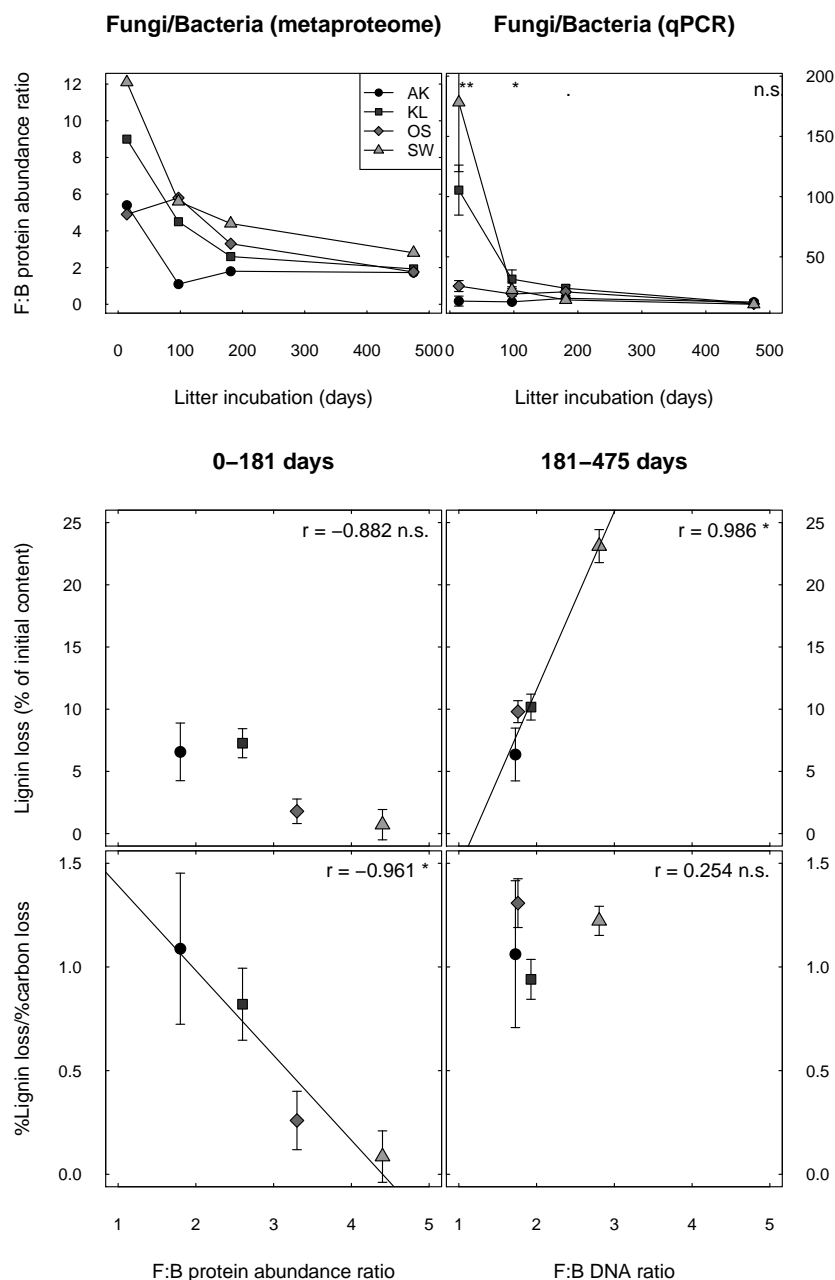 Fungi/Bacteria (metaproteome)
Fungi/Bacteria (qPCR)
F:B protein abundance ratio
12
10
8
6
4
2
0
AK
KL
OS
SW
0 100 200 300 400 500
Litter incubation (days)
** * . n.s
200
150
100
50
0 100 200 300 400 500
Litter incubation (days)
0−181 days
181−475 days
Lignin loss (% of initial content)
25
20
15
10
5
0
r = −0.882 n.s.
r = 0.986 *
25
20
15
10
5
0
%Lignin loss/%carbon loss
1.5
1.0
0.5
0.0
r = −0.961 *
r = 0.254 n.s.
1.5
1.0
0.5
0.0
1 2 3 4 5
1 2 3 4 5
F:B protein abundance ratio
F:B DNA ratio